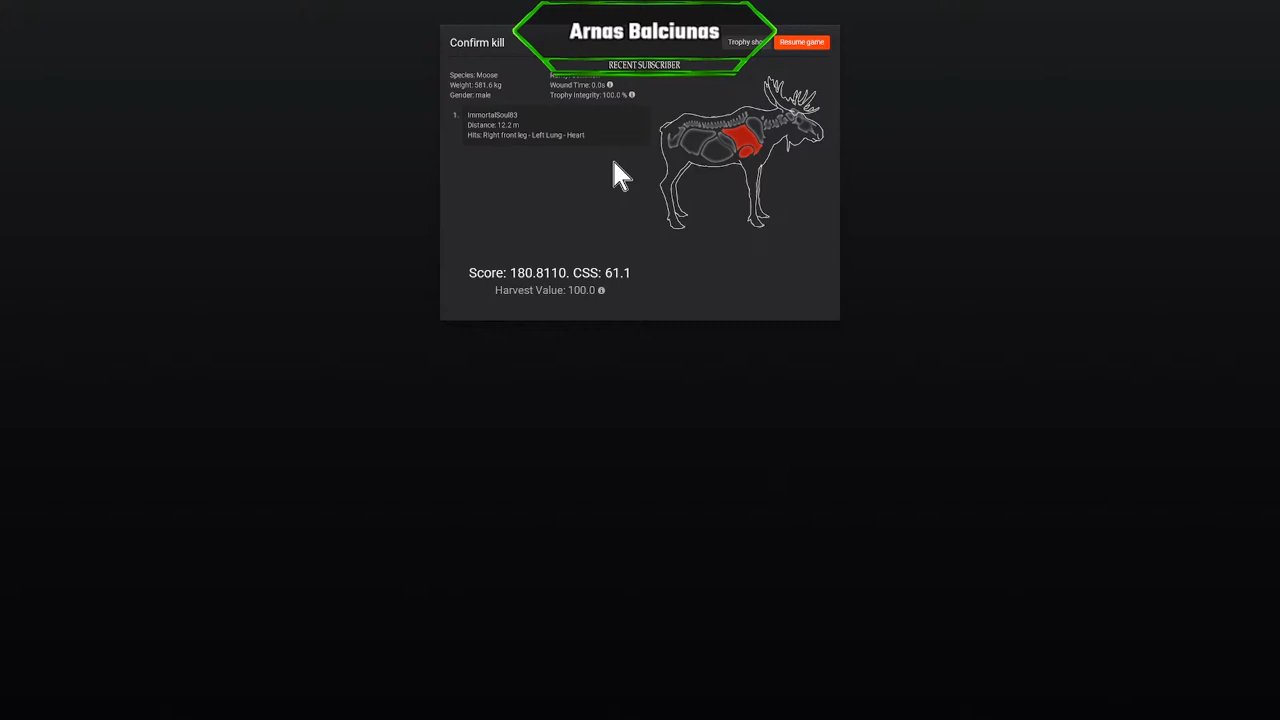 Arnas Balciunas
RECENT SUBSCRIBER
Confirm kill
Trophy
Resume game
Species: Moose
Weight: 581.6 kg
Wound Time: 0.0s
Gender: male
Trophy Integrity: 100.0 %
1. ImmortalSoul83
Distance: 12.2 m
Hits: Right front leg - Left Lung - Heart
Score: 180.8110. CSS: 61.1
Harvest Value: 100.0